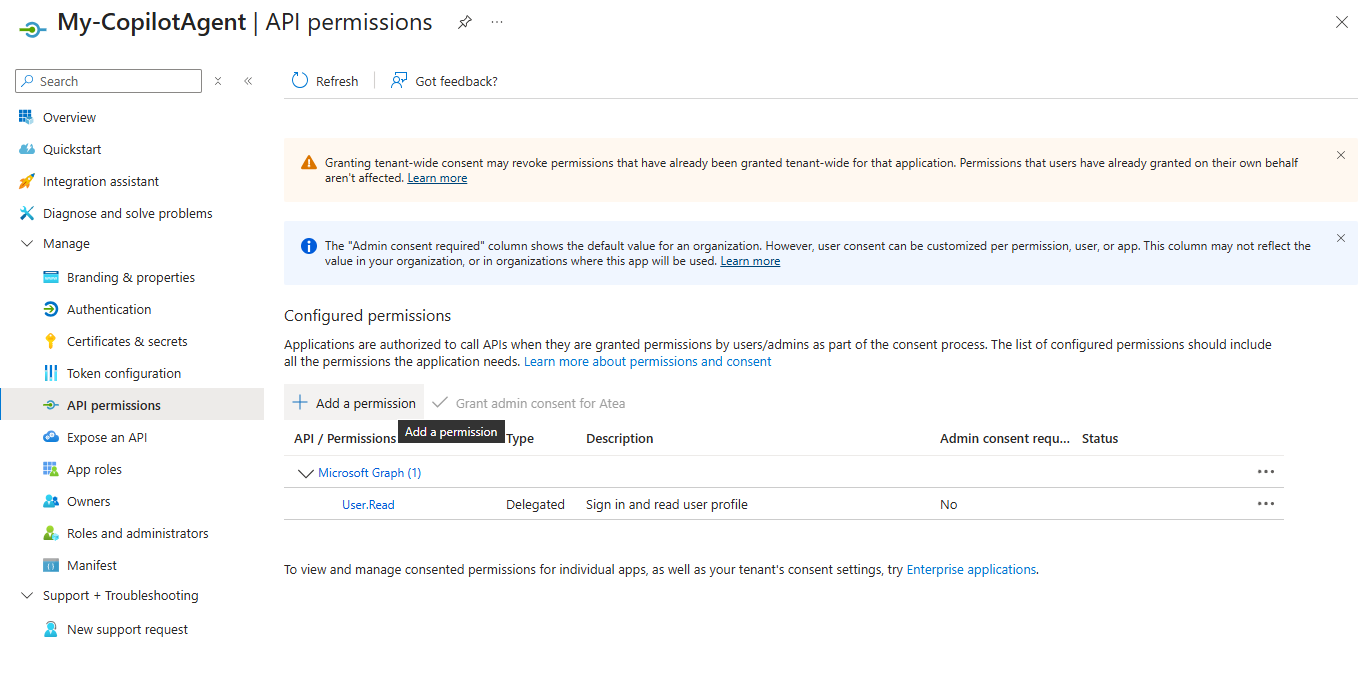 My-CopilotAgent | API permissions
Search
Refresh
Got feedback?
Overview
Quickstart
Integration assistant
Diagnose and solve problems
Manage
Branding & properties
Authentication
Certificates & secrets
Token configuration
API permissions
Expose an API
App roles
Owners
Roles and administrators
Manifest
Support + Troubleshooting
New support request
Granting tenant-wide consent may revoke permissions that have already been granted tenant-wide for that application. Permissions that users have already granted on their own behalf
aren't affected. Learn more
The "Admin consent required" column shows the default value for an organization. However, user consent can be customized per permission, user, or app. This column may not reflect the
value in your organization, or in organizations where this app will be used. Learn more
Configured permissions
Applications are authorized to call APIs when they are granted permissions by users/admins as part of the consent process. The list of configured permissions should include
all the permissions the application needs. Learn more about permissions and consent
Add a permission
Grant admin consent for Atea
Add a permission
API / Permissions Type Description Admin consent requ... Status
Microsoft Graph (1)
User.Read Delegated Sign in and read user profile No
To view and manage consented permissions for individual apps, as well as your tenant's consent settings, try Enterprise applications.